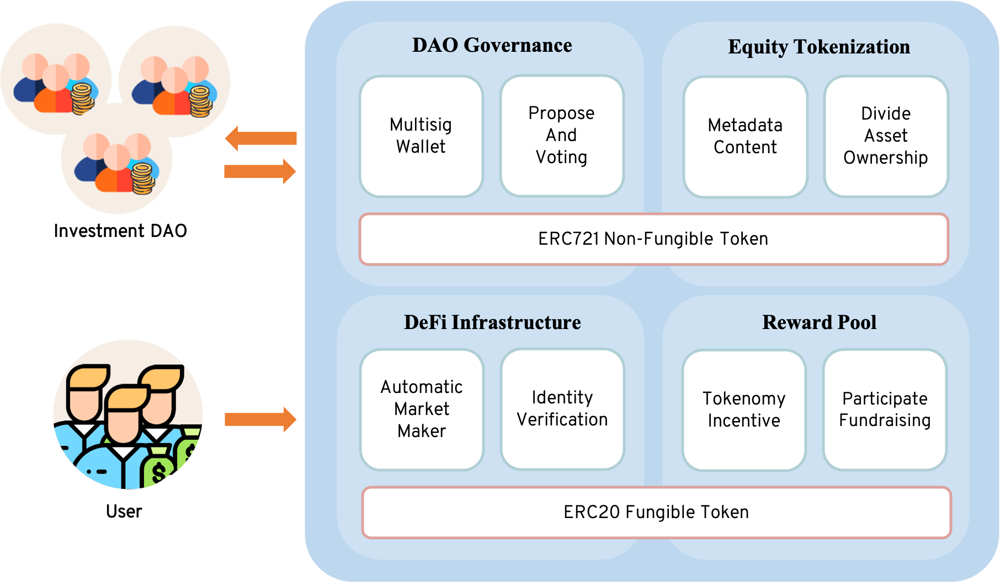 DAO Governance
Equity Tokenization
Multisig
Wallet
Propose
And
Voting
Metadata
Content
Divide
Asset
Ownership
ERC721 Non-Fungible Token
Investment DAO
DeFi Infrastructure
Reward Pool
Automatic
Market
Maker
Identity
Verification
Tokenomy
Incentive
Participate
Fundraising
ERC20 Fungible Token
User
$
$